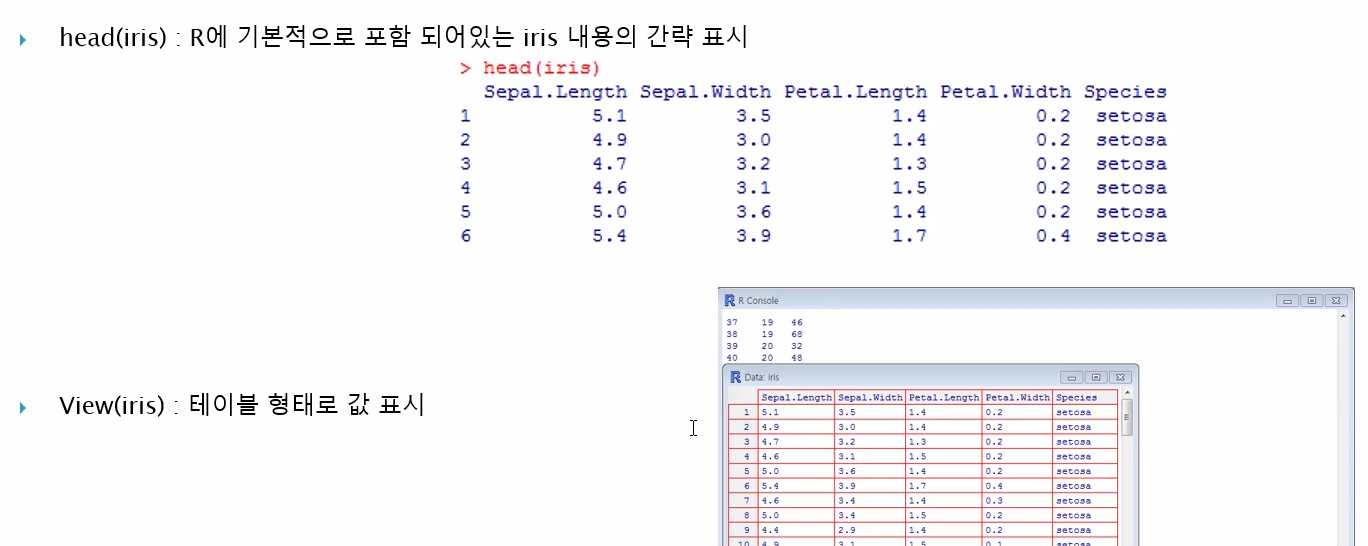 head(iris) : R에 기본적으로 포함 되어있는 iris 내용의 간략 표시
> head(iris)
Sepal.Length Sepal.Width Petal.Length Petal.Width Species
1 5.1 3.5 1.4 0.2 setosa
2 4.9 3.0 1.4 0.2 setosa
3 4.7 3.2 1.3 0.2 setosa
4 4.6 3.1 1.5 0.2 setosa
5 5.0 3.6 1.4 0.2 setosa
6 5.4 3.9 1.7 0.4 setosa
R Console
37 19 46
38 19 68
39 20 32
40 20 48
View(iris) : 테이블 형태로 값 표시
Data: iris
Sepal.Length Sepal.Width Petal.Length Petal.Width Species
1 5.1 3.5 1.4 0.2 setosa
2 4.9 3.0 1.4 0.2 setosa
3 4.7 3.2 1.3 0.2 setosa
4 4.6 3.1 1.5 0.2 setosa
5 5.0 3.6 1.4 0.2 setosa
6 5.4 3.9 1.7 0.4 setosa
7 4.6 3.4 1.4 0.3 setosa
8 5.0 3.4 1.5 0.2 setosa
9 4.4 2.9 1.4 0.2 setosa
10 4.9 3.1 1.5 0.1 setosa